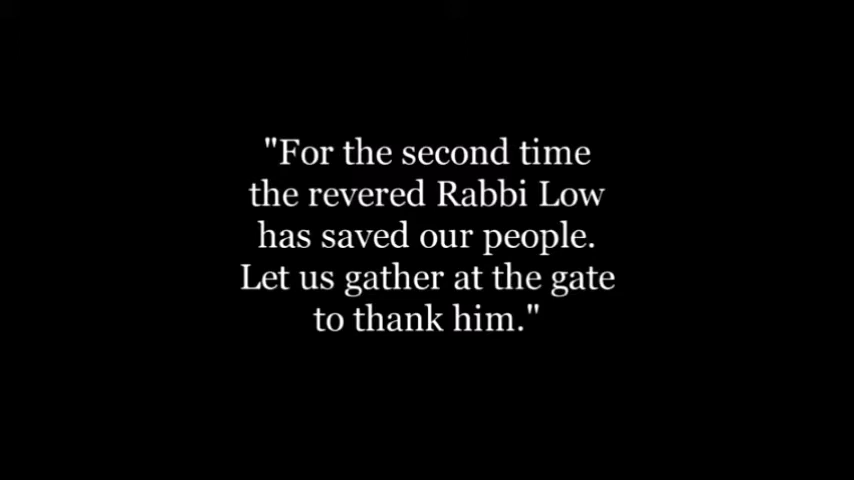 "For the second time
the revered Rabbi Low
has saved our people.
Let us gather at the gate
to thank him."